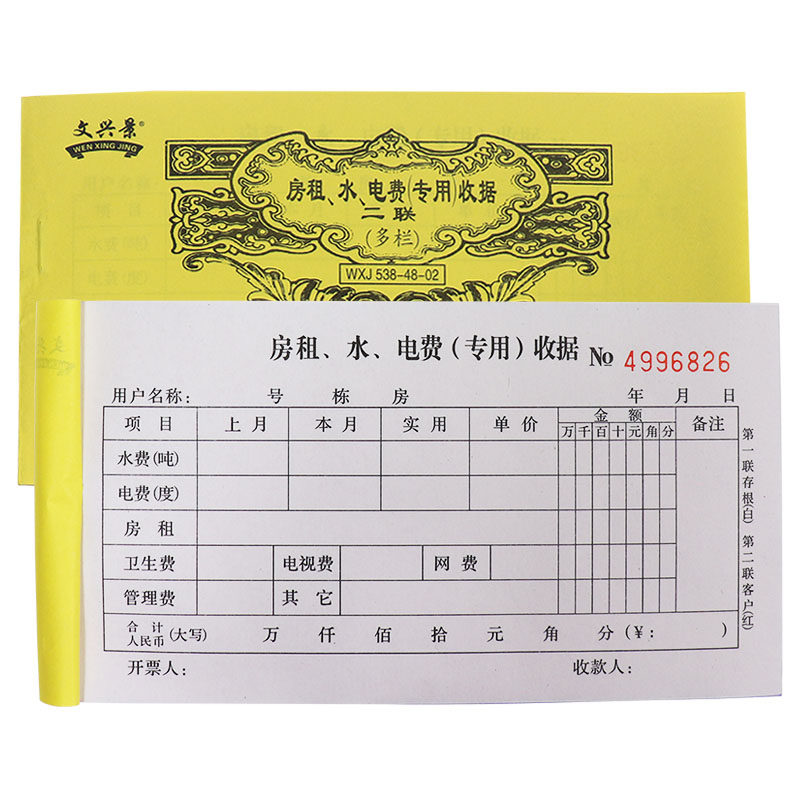 文兴景®
WEN XING JING
房租、水、电费(专用)收据
二联
(多栏)
WXJ 538-48-02
房租、水、电费(专用)收据 № 4996826
用户名称: 号 栋 房 年 月 日
项目 上月 本月 实用 单价 金额 备注
万 千 百 十 元 角 分
水费(吨)
电费(度)
房租
卫生费 电视费 网费
管理费 其它
合计人民币(大写) 万 仟 佰 拾 元 角 分 (¥: )
开票人: 收款人:
第一联存根(白) 第二联客户(红)